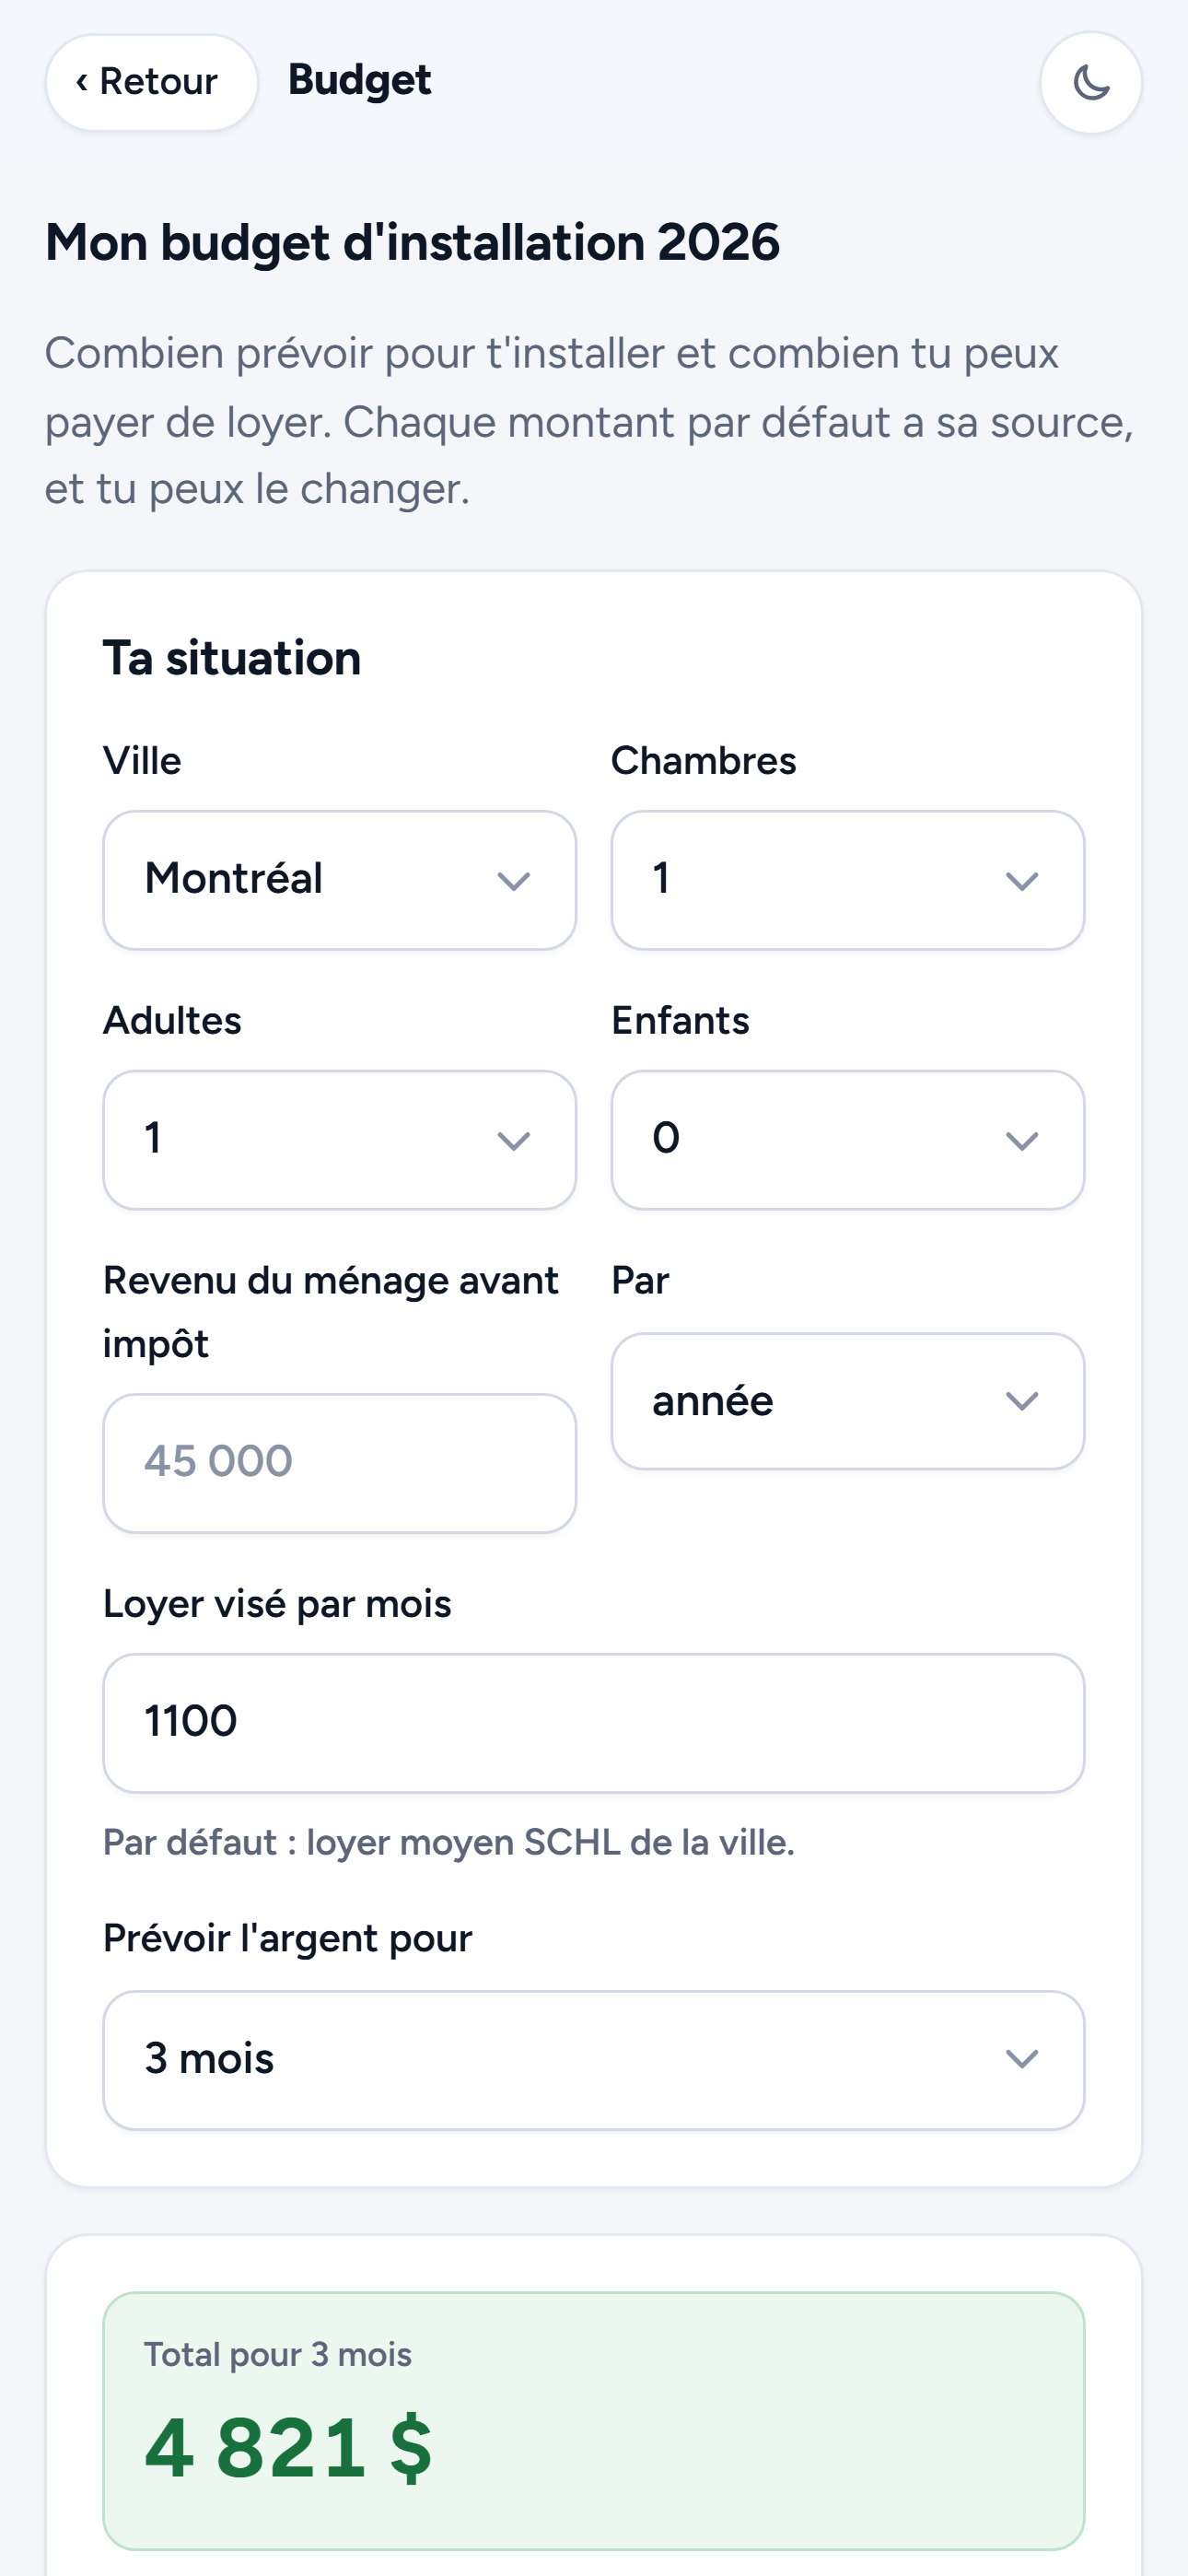 ‹ Retour
Budget
Mon budget d'installation 2026
Combien prévoir pour t'installer et combien tu peux
payer de loyer. Chaque montant par défaut a sa source,
et tu peux le changer.
Ta situation
Ville
Chambres
Montréal
1
Adultes
Enfants
1
0
Revenu du ménage avant
impôt
Par
45 000
année
Loyer visé par mois
1100
Par défaut : loyer moyen SCHL de la ville.
Prévoir l'argent pour
3 mois
Total pour 3 mois
4 821 $